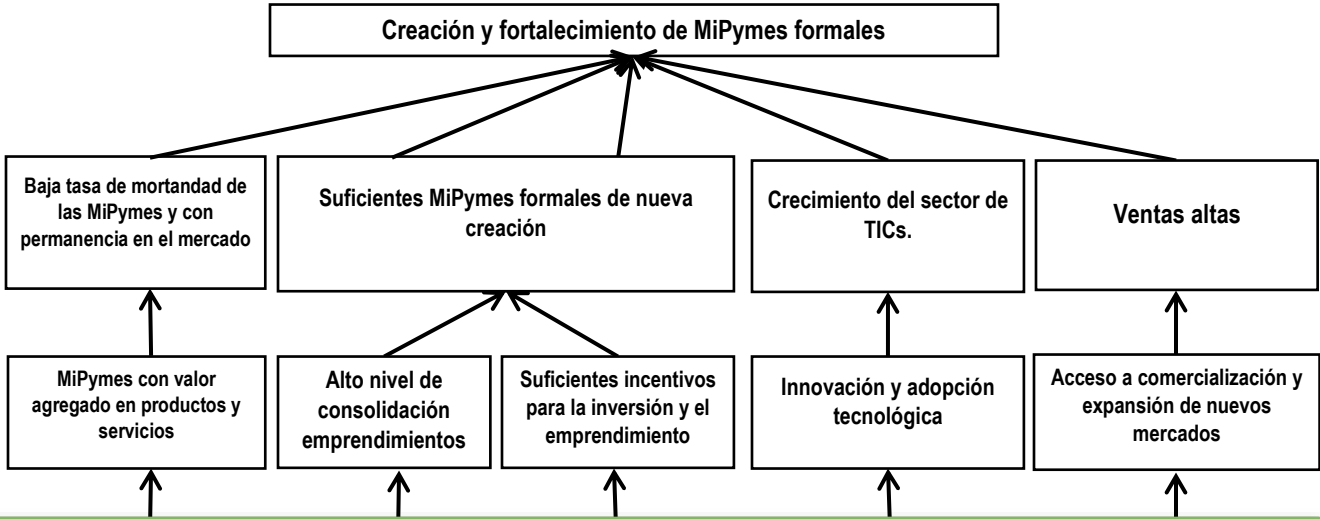 Creación y fortalecimiento de MiPymes formales
Baja tasa de mortandad de
las MiPymes y con
permanencia en el mercado
Suficientes MiPymes formales de nueva
creación
Crecimiento del sector de
TICs.
Ventas altas
MiPymes con valor
agregado en productos y
servicios
Alto nivel de
consolidación
emprendimientos
Suficientes incentivos
para la inversión y el
emprendimiento
Innovación y adopción
tecnológica
Acceso a comercialización y
expansión de nuevos
mercados